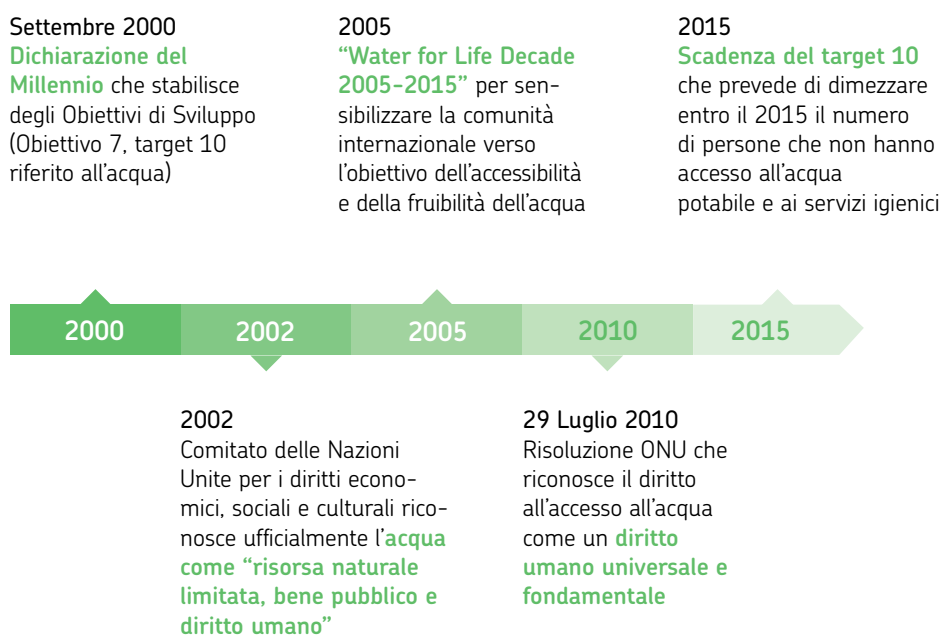 Settembre 2000
Dichiarazione del
Millennio che stabilisce
degli Obiettivi di Sviluppo
(Obiettivo 7, target 10
riferito all'acqua)
2005
“Water for Life Decade
2005-2015” per sen-
sibilizzare la comunità
internazionale verso
l'obiettivo dell'accessibilità
e della fruibilità dell'acqua
2015
Scadenza del target 10
che prevede di dimezzare
entro il 2015 il numero
di persone che non hanno
accesso all'acqua
potabile e ai servizi igienici
2000 2002 2005 2010 2015
2002
Comitato delle Nazioni
Unite per i diritti econo-
mici, sociali e culturali rico-
nosce ufficialmente l'acqua
come “risorsa naturale
limitata, bene pubblico e
diritto umano”
29 Luglio 2010
Risoluzione ONU che
riconosce il diritto
all'accesso all'acqua
come un diritto
umano universale e
fondamentale